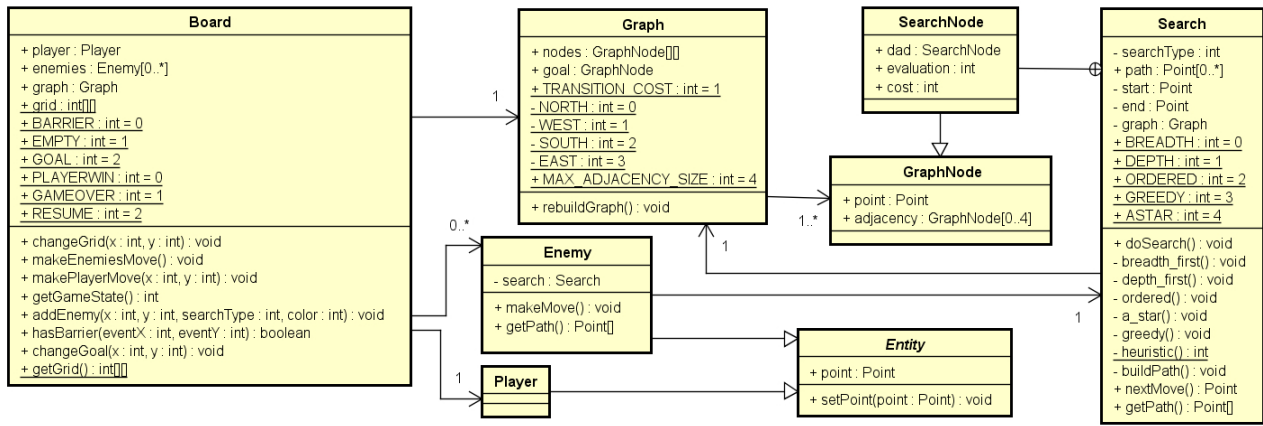 Board
+ player : Player
+ enemies : Enemy[0..*]
+ graph : Graph
+ grid : int[][]
+ BARRIER : int = 0
+ EMPTY : int = 1
+ GOAL : int = 2
+ PLAYERWIN : int = 0
+ GAMEOVER : int = 1
+ RESUME : int = 2
+ changeGrid(x : int, y : int) : void
+ makeEnemiesMove() : void
+ makePlayerMove(x : int, y : int) : void
+ getGameState() : int
+ addEnemy(x : int, y : int, searchType : int, color : int) : void
+ hasBarrier(eventX : int, eventY : int) : boolean
+ changeGoal(x : int, y : int) : void
+ getGrid() : int[][]
1
0..*
1
Graph
+ nodes : GraphNode[][]
+ goal : GraphNode
+ TRANSITION_COST : int = 1
- NORTH : int = 0
- WEST : int = 1
- SOUTH : int = 2
- EAST : int = 3
+ MAX_ADJACENCY_SIZE : int = 4
+ rebuildGraph() : void
1..*
1
Enemy
- search : Search
+ makeMove() : void
+ getPath() : Point[]
1
Player
SearchNode
+ dad : SearchNode
+ evaluation : int
+ cost : int
GraphNode
+ point : Point
+ adjacency : GraphNode[0..4]
Entity
+ point : Point
+ setPoint(point : Point) : void
Search
- searchType : int
+ path : Point[0..*]
- start : Point
- end : Point
- graph : Graph
+ BREADTH : int = 0
+ DEPTH : int = 1
+ ORDERED : int = 2
+ GREEDY : int = 3
+ ASTAR : int = 4
+ doSearch() : void
- breadth_first() : void
- depth_first() : void
- ordered() : void
- a_star() : void
- greedy() : void
- heuristic() : int
- buildPath() : void
+ nextMove() : Point
+ getPath() : Point[]